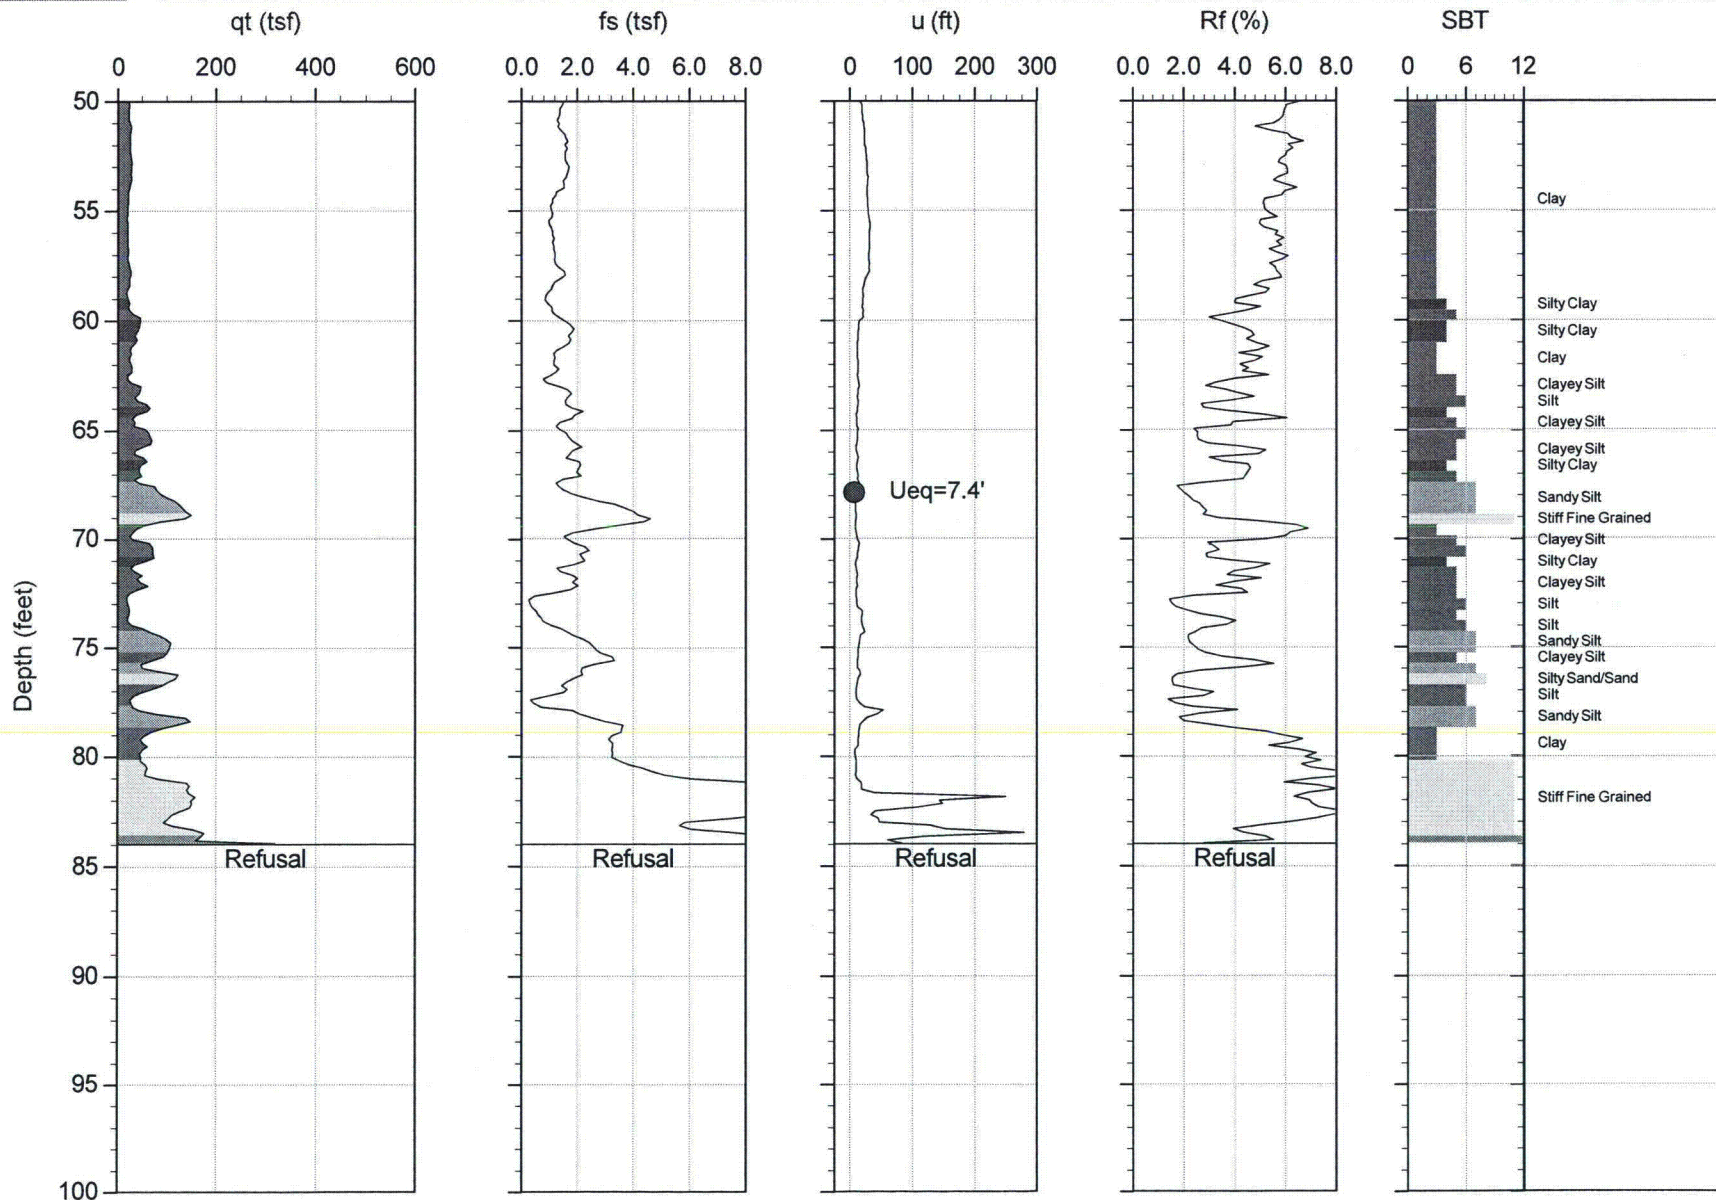 qt (tsf) fs (tsf) u (ft) Rf (%) SBT
0 200 400 600 0.0 2.0 4.0 6.0 8.0 0 100 200 300 0.0 2.0 4.0 6.0 8.0 0 6 12
50
55
60
65
70
75
80
85
90
95
100
Depth (feet)
Ueq=7.4'
Refusal Refusal Refusal Refusal
Clay
Silty Clay
Silty Clay
Clay
Clayey Silt
Silt
Clayey Silt
Clayey Silt
Silty Clay
Sandy Silt
Stiff Fine Grained
Clayey Silt
Silty Clay
Clayey Silt
Silt
Silt
Sandy Silt
Clayey Silt
Silty Sand/Sand
Silt
Sandy Silt
Clay
Stiff Fine Grained